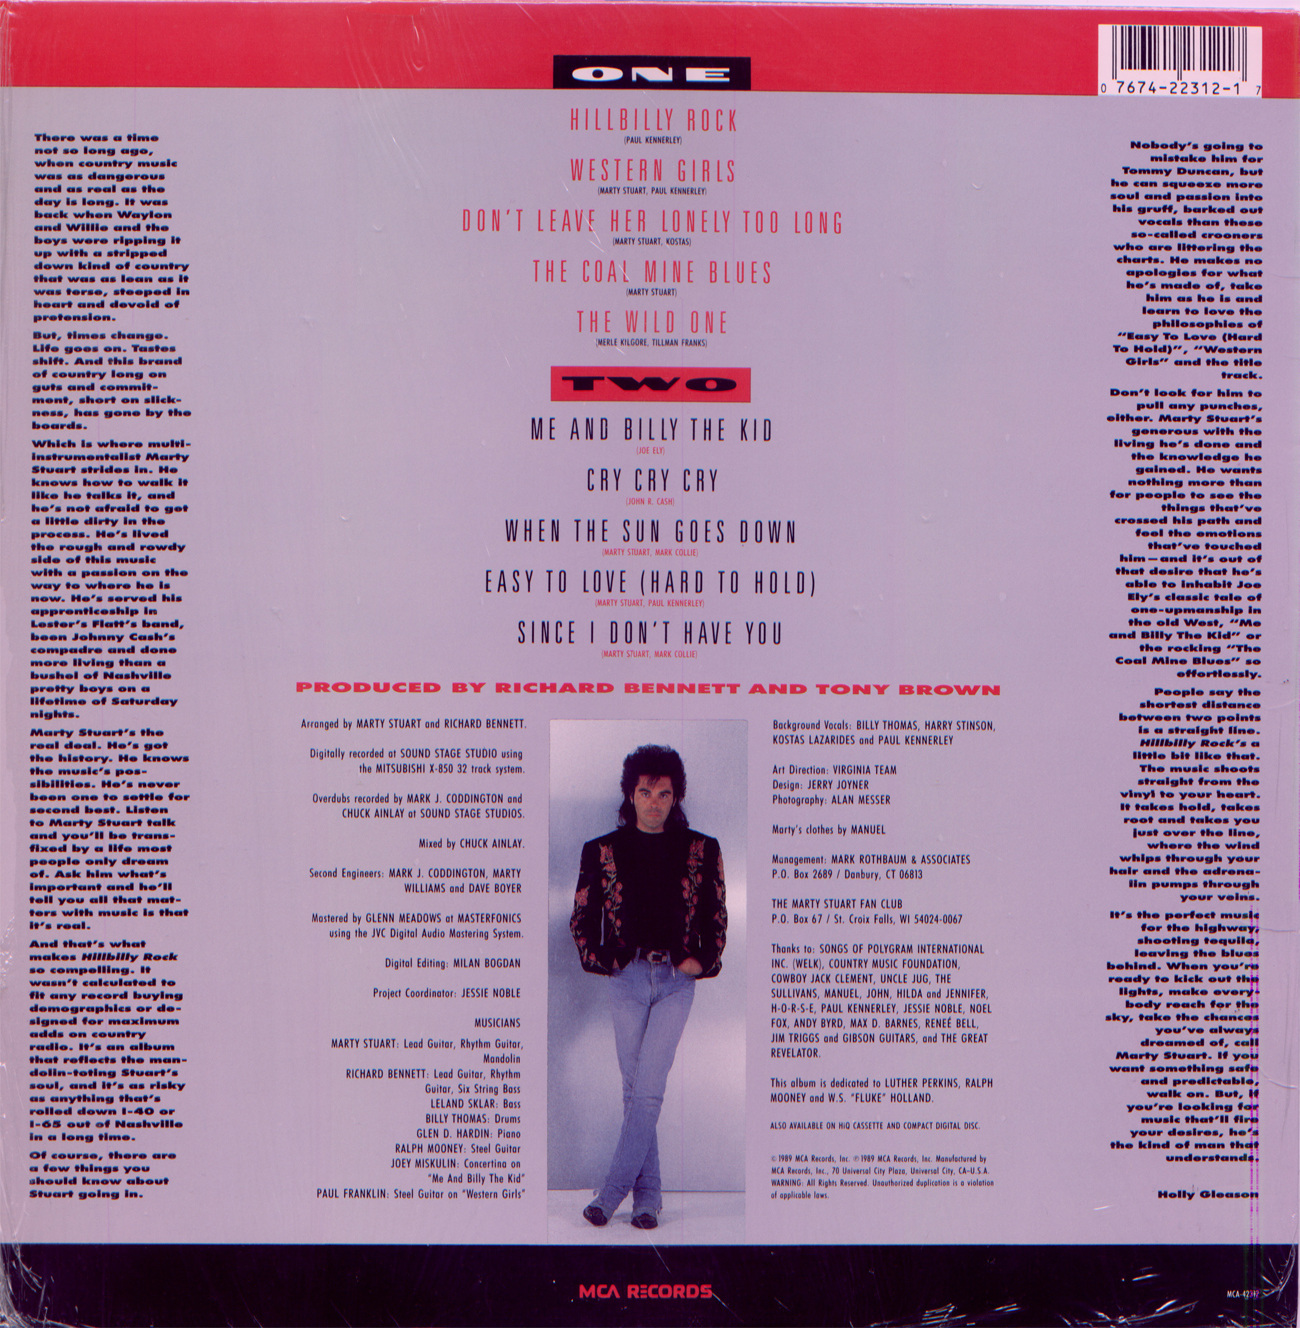 ONE
0 7674-22312-1 7
HILLBILLY ROCK
(PAUL KENNERLEY)
WESTERN GIRLS
(MARTY STUART, PAUL KENNERLEY)
DON'T LEAVE HER LONELY TOO LONG
(MARTY STUART, KOSTAS)
THE COAL MINE BLUES
(MARTY STUART)
THE WILD ONE
(MERLE KILGORE, TILLMAN FRANKS)
TWO
ME AND BILLY THE KID
(JOE ELY)
CRY CRY CRY
(JOHN R. CASH)
WHEN THE SUN GOES DOWN
(MARTY STUART, MARK COLLIE)
EASY TO LOVE (HARD TO HOLD)
(MARTY STUART, PAUL KENNERLEY)
SINCE I DON'T HAVE YOU
(MARTY STUART, MARK COLLIE)
PRODUCED BY RICHARD BENNETT AND TONY BROWN
There was a time
not so long ago,
when country music
was as dangerous
and as real as the
day is long. It was
back when Waylon
and Willie and the
boys were ripping it
up with a stripped
down kind of country
that was as lean as it
was terse, steeped in
heart and devoid of
pretension.
But, times change.
Life goes on. Tastes
shift. And this brand
of country long on
guts and commit-
ment, short on slick-
ness, has gone by the
boards.
Which is where multi-
instrumentalist Marty
Stuart strides in. He
knows how to walk it
like he talks it, and
he's not afraid to get
a little dirty in the
process. He's lived
the rough and rowdy
side of this music
with a passion on the
way to where he is
now. He's served his
apprenticeship in
Lester's Flatt's band,
been Johnny Cash's
compadre and done
more living than a
bushel of Nashville
pretty boys on a
lifetime of Saturday
nights.
Marty Stuart's the
real deal. He's got
the history. He knows
the music's pos-
sibilities. He's never
been one to settle for
second best. Listen
to Marty Stuart talk
and you'll be trans-
fixed by a life most
people only dream
of. Ask him what's
important and he'll
tell you all that mat-
ters with music is that
it's real.
And that's what
makes Hillbilly Rock
so compelling. It
wasn't calculated to
fit any record buying
demographics or de-
signed for maximum
adds on country
radio. It's an album
that reflects the man-
dolin-toting Stuart's
soul, and it's as risky
as anything that's
rolled down I-40 or
I-65 out of Nashville
in a long time.
Of course, there are
a few things you
should know about
Stuart going in.
Arranged by MARTY STUART and RICHARD BENNETT.
Digitally recorded at SOUND STAGE STUDIO using
the MITSUBISHI X-850 32 track system.
Overdubs recorded by MARK J. CODDINGTON and
CHUCK AINLAY at SOUND STAGE STUDIOS.
Mixed by CHUCK AINLAY.
Second Engineers: MARK J. CODDINGTON, MARTY
WILLIAMS and DAVE BOYER
Mastered by GLENN MEADOWS at MASTERFONICS
using the JVC Digital Audio Mastering System.
Digital Editing: MILAN BOGDAN
Project Coordinator: JESSIE NOBLE
MUSICIANS
MARTY STUART: Lead Guitar, Rhythm Guitar,
Mandolin
RICHARD BENNETT: Lead Guitar, Rhythm
Guitar, Six String Bass
LELAND SKLAR: Bass
BILLY THOMAS: Drums
GLEN D. HARDIN: Piano
RALPH MOONEY: Steel Guitar
JOEY MISKULIN: Concertina on
"Me And Billy The Kid"
PAUL FRANKLIN: Steel Guitar on "Western Girls"
Background Vocals: BILLY THOMAS, HARRY STINSON,
KOSTAS LAZARIDES and PAUL KENNERLEY
Art Direction: VIRGINIA TEAM
Design: JERRY JOYNER
Photography: ALAN MESSER
Marty's clothes by MANUEL
Management: MARK ROTHBAUM & ASSOCIATES
P.O. Box 2689 / Danbury, CT 06813
THE MARTY STUART FAN CLUB
P.O. Box 67 / St. Croix Falls, WI 54024-0067
Thanks to: SONGS OF POLYGRAM INTERNATIONAL
INC. (WELK), COUNTRY MUSIC FOUNDATION,
COWBOY JACK CLEMENT, UNCLE JUG, THE
SULLIVANS, MANUEL, JOHN, HILDA and JENNIFER,
H-O-R-S-E, PAUL KENNERLEY, JESSIE NOBLE, NOEL
FOX, ANDY BYRD, MAX D. BARNES, RENEÉ BELL,
JIM TRIGGS and GIBSON GUITARS, and THE GREAT
REVELATOR.
This album is dedicated to LUTHER PERKINS, RALPH
MOONEY and W.S. "FLUKE" HOLLAND.
ALSO AVAILABLE ON HiQ CASSETTE AND COMPACT DIGITAL DISC.
© 1989 MCA Records, Inc. ℗ 1989 MCA Records, Inc. Manufactured by
MCA Records, Inc., 70 Universal City Plaza, Universal City, CA-U.S.A.
WARNING: All Rights Reserved. Unauthorized duplication is a violation
of applicable laws.
Nobody's going to
mistake him for
Tommy Duncan, but
he can squeeze more
soul and passion into
his gruff, barked out
vocals than these
so-called crooners
who are littering the
charts. He makes no
apologies for what
he's made of, take
him as he is and
learn to love the
philosophies of
"Easy To Love (Hard
To Hold)", "Western
Girls" and the title
track.
Don't look for him to
pull any punches,
either. Marty Stuart's
generous with the
living he's done and
the knowledge he
gained. He wants
nothing more than
for people to see the
things that've
crossed his path and
feel the emotions
that've touched
him—and it's out of
that desire that he's
able to inhabit Joe
Ely's classic tale of
one-upmanship in
the old West, "Me
and Billy The Kid" or
the rocking "The
Coal Mine Blues" so
effortlessly.
People say the
shortest distance
between two points
is a straight line.
Hillbilly Rock's a
little bit like that.
The music shoots
straight from the
vinyl to your heart.
It takes hold, takes
root and takes you
just over the line,
where the wind
whips through your
hair and the adrena-
lin pumps through
your veins.
It's the perfect music
for the highway,
shooting tequila,
leaving the blues
behind. When you're
ready to kick out the
lights, make every-
body reach for the
sky, take the chances
you've always
dreamed of, call
Marty Stuart. If you
want something safe
and predictable,
walk on. But, if
you're looking for
music that'll fire
your desires, he's
the kind of man that
understands.
Holly Gleason
MCA RECORDS